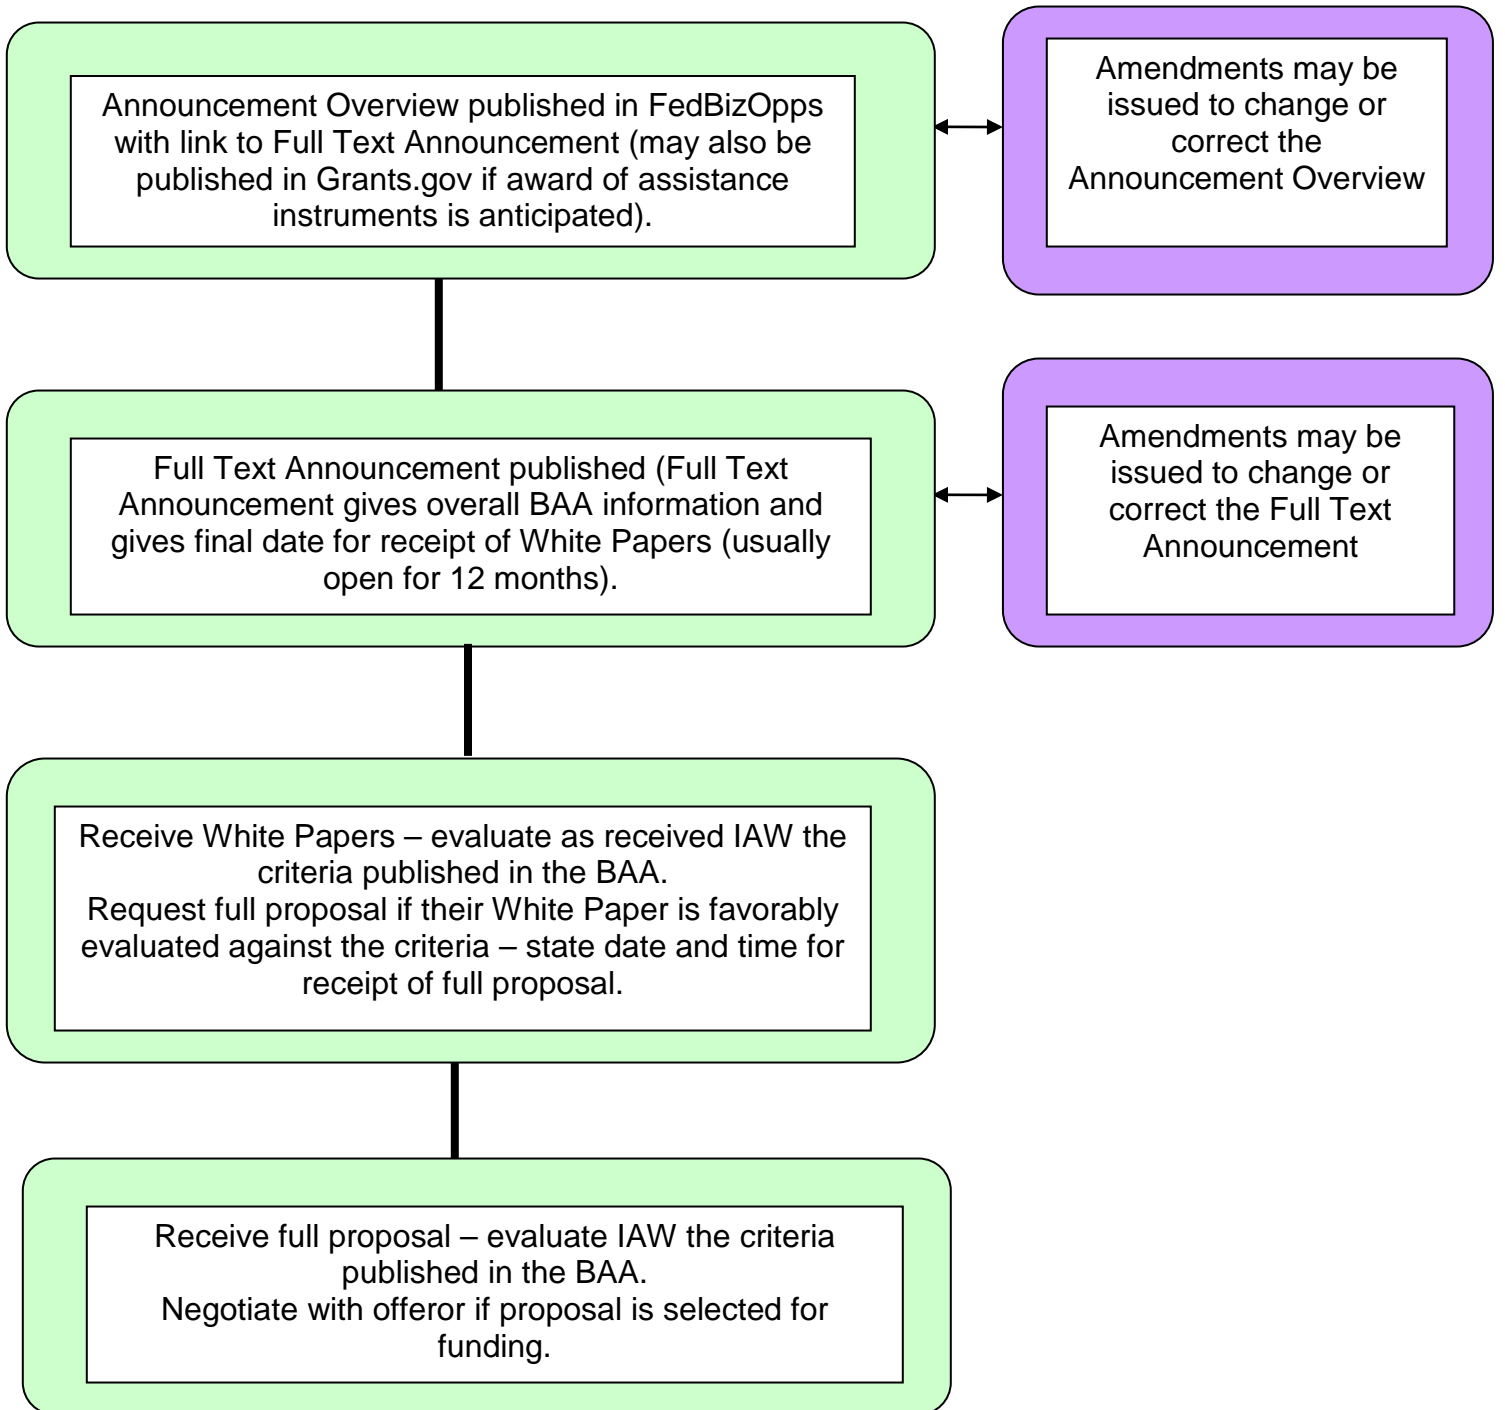 Announcement Overview published in FedBizOpps
with link to Full Text Announcement (may also be
published in Grants.gov if award of assistance
instruments is anticipated).
Amendments may be
issued to change or
correct the
Announcement Overview
Full Text Announcement published (Full Text
Announcement gives overall BAA information and
gives final date for receipt of White Papers (usually
open for 12 months).
Amendments may be
issued to change or
correct the Full Text
Announcement
Receive White Papers – evaluate as received IAW the
criteria published in the BAA.
Request full proposal if their White Paper is favorably
evaluated against the criteria – state date and time for
receipt of full proposal.
Receive full proposal – evaluate IAW the criteria
published in the BAA.
Negotiate with offeror if proposal is selected for
funding.